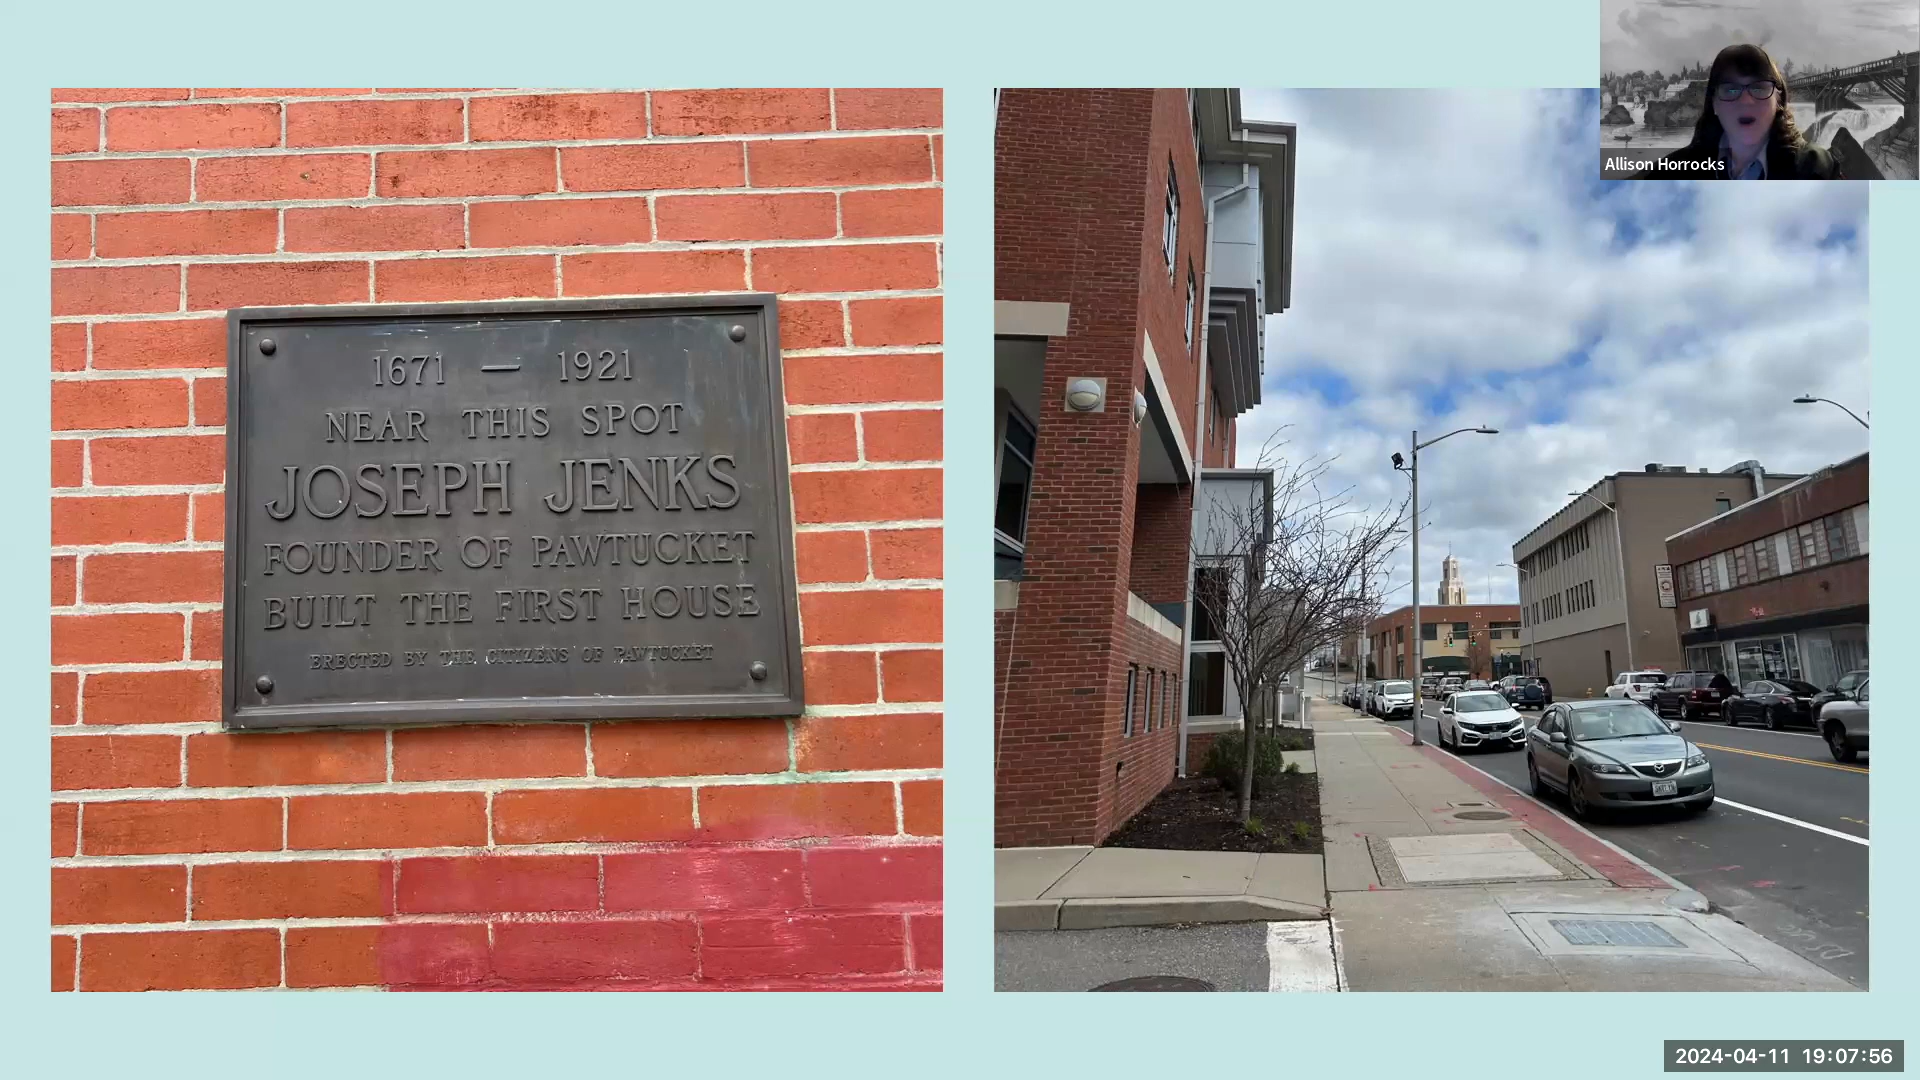 Allison Horrocks
1671 — 1921
NEAR THIS SPOT
JOSEPH JENKS
FOUNDER OF PAWTUCKET
BUILT THE FIRST HOUSE
ERECTED BY THE CITIZENS OF PAWTUCKET
2024-04-11 19:07:56